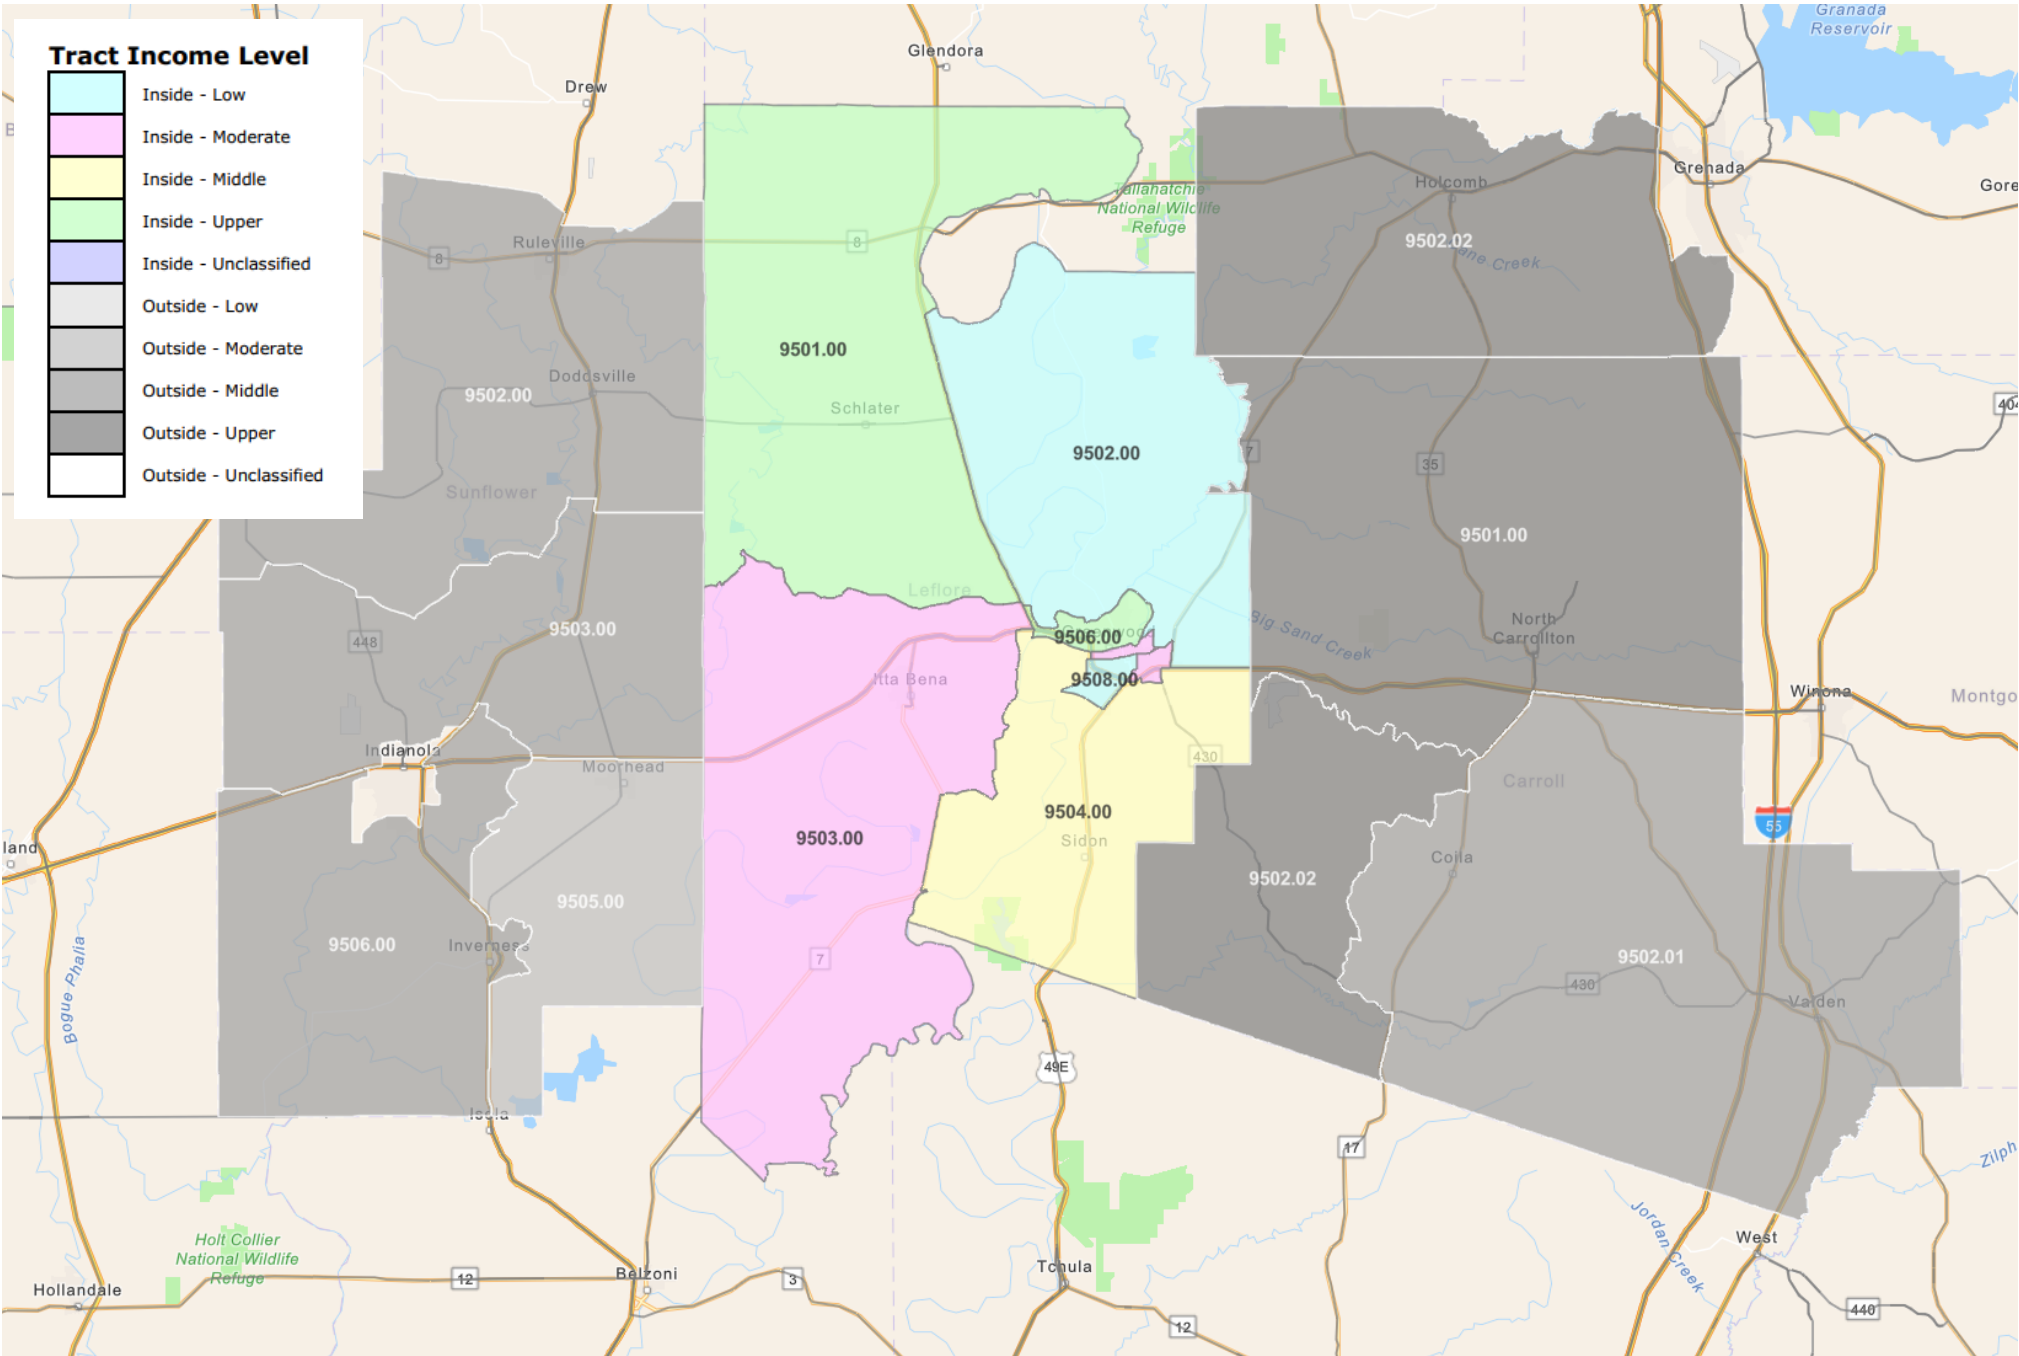 Tract Income Level
Inside - Low
Inside - Moderate
Inside - Middle
Inside - Upper
Inside - Unclassified
Outside - Low
Outside - Moderate
Outside - Middle
Outside - Upper
Outside - Unclassified
Granada
Reservoir
Glendora
Drew
B
Grenada
Gore
Holcomb
Tallahatchie
National Wildlife
Refuge
Ruleville
8
8
9502.02
9501.00
Doddsville
9502.00
Schlater
404
9502.00
7
35
Sunflower
9501.00
Leflore
Big Sand Creek
North
Carrollton
9503.00
448
9506.00
Itta Bena
9508.00
Winona
Montgo
Indianola
Moorhead
430
Carroll
9504.00
55
9503.00
Sidon
land
Coila
9502.02
9505.00
9506.00
Inverness
7
9502.01
430
Valden
Bogue Phalia
49E
Isola
17
Zilph
Jordan Creek
Holt Collier
National Wildlife
Refuge
West
Tchula
Belzoni
12
3
Hollandale
12
440